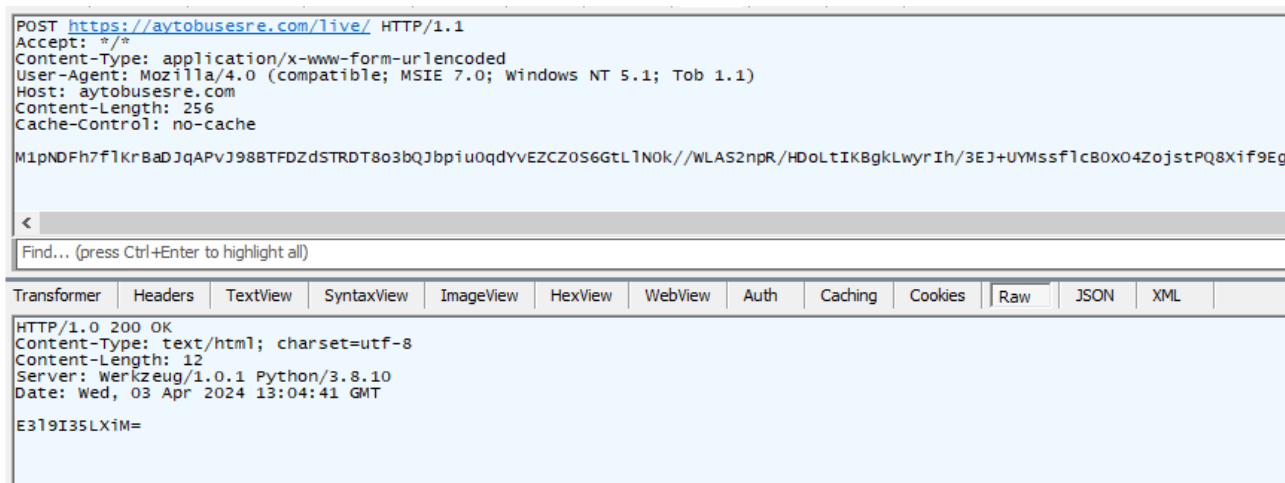 POST https://aytobusesre.com/live/ HTTP/1.1
Accept: */*
Content-Type: application/x-www-form-urlencoded
User-Agent: Mozilla/4.0 (compatible; MSIE 7.0; Windows NT 5.1; Tob 1.1)
Host: aytobusesre.com
Content-Length: 256
Cache-Control: no-cache
M1pNDFh7flKrBaDJqAPvJ98BTFDZdSTRDT8o3bQJbpiu0qdYvEZCZ0S6GtLlN0k//WLAS2npR/HDoLtIKBgkLwyrIh/3EJ+UYMssflcB0xO4ZojstPQ8Xif9Eg
<
Find... (press Ctrl+Enter to highlight all)
Transformer Headers TextView SyntaxView ImageView HexView WebView Auth Caching Cookies Raw JSON XML
HTTP/1.0 200 OK
Content-Type: text/html; charset=utf-8
Content-Length: 12
Server: Werkzeug/1.0.1 Python/3.8.10
Date: Wed, 03 Apr 2024 13:04:41 GMT
E3l9I35LXiM=